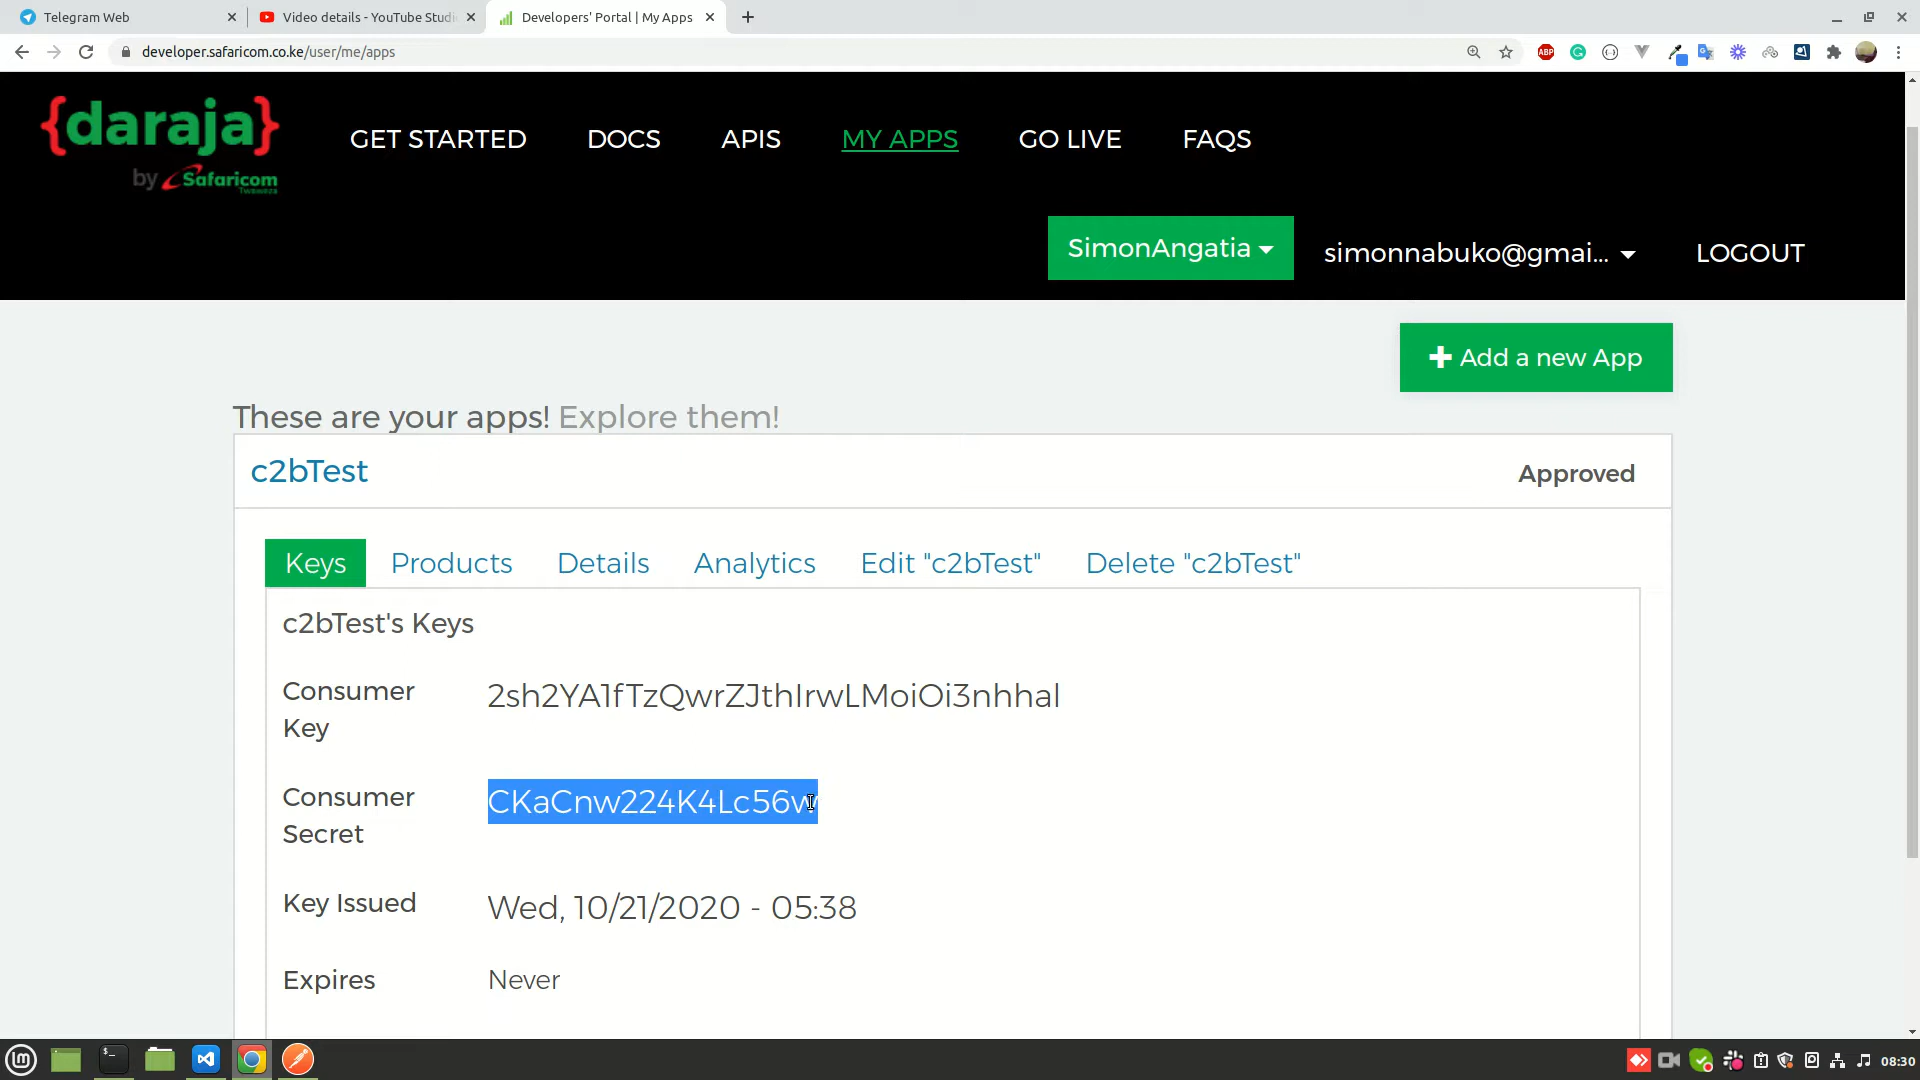 Telegram Web
Video details - YouTube Studi
Developers' Portal | My Apps
developer.safaricom.co.ke/user/me/apps
{daraja}
by Safaricom
GET STARTED
DOCS
APIS
MY APPS
GO LIVE
FAQS
SimonAngatia
simonnabuko@gmai...
LOGOUT
Add a new App
These are your apps! Explore them!
c2bTest
Approved
Keys
Products
Details
Analytics
Edit "c2bTest"
Delete "c2bTest"
c2bTest's Keys
Consumer
Key
2sh2YA1fTzQwrZJthIrwLMoiOi3nhhal
Consumer
Secret
CKaCnw224K4Lc56w
Key Issued
Wed, 10/21/2020 - 05:38
Expires
Never
08:30